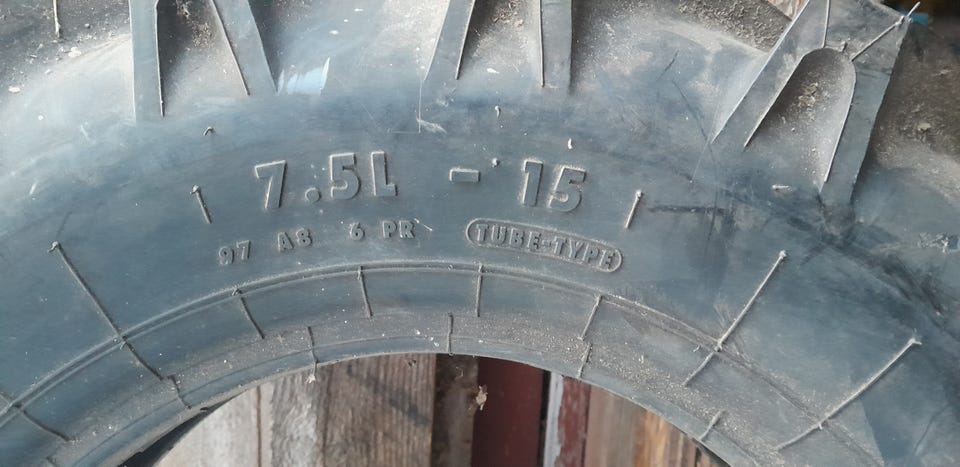 7.5L - 15
97 A8 6 PR TUBE-TYPE